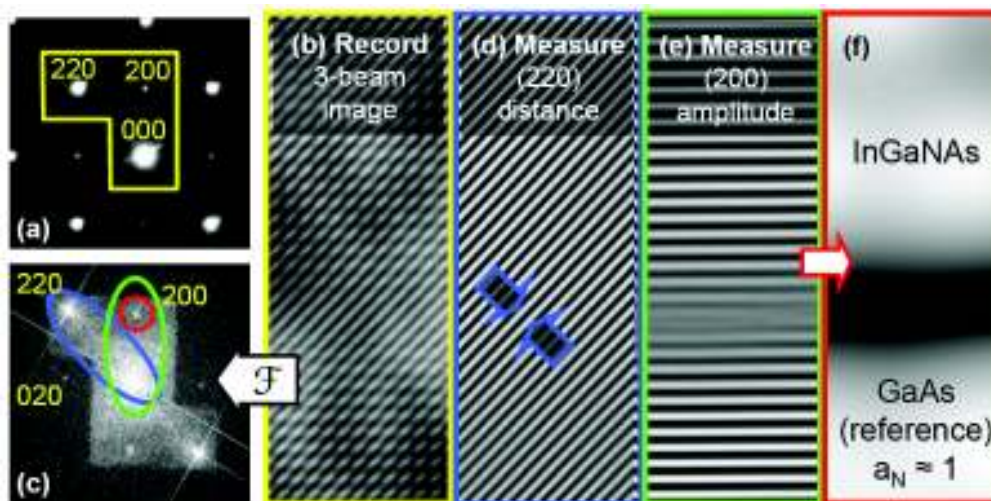 220 200
000
(a)
220
200
020
(c)
ℱ
(b) Record
3-beam
image
(d) Measure
(220)
distance
(e) Measure
(200)
amplitude
(f)
InGaNAs
GaAs
(reference)
a_N ≈ 1